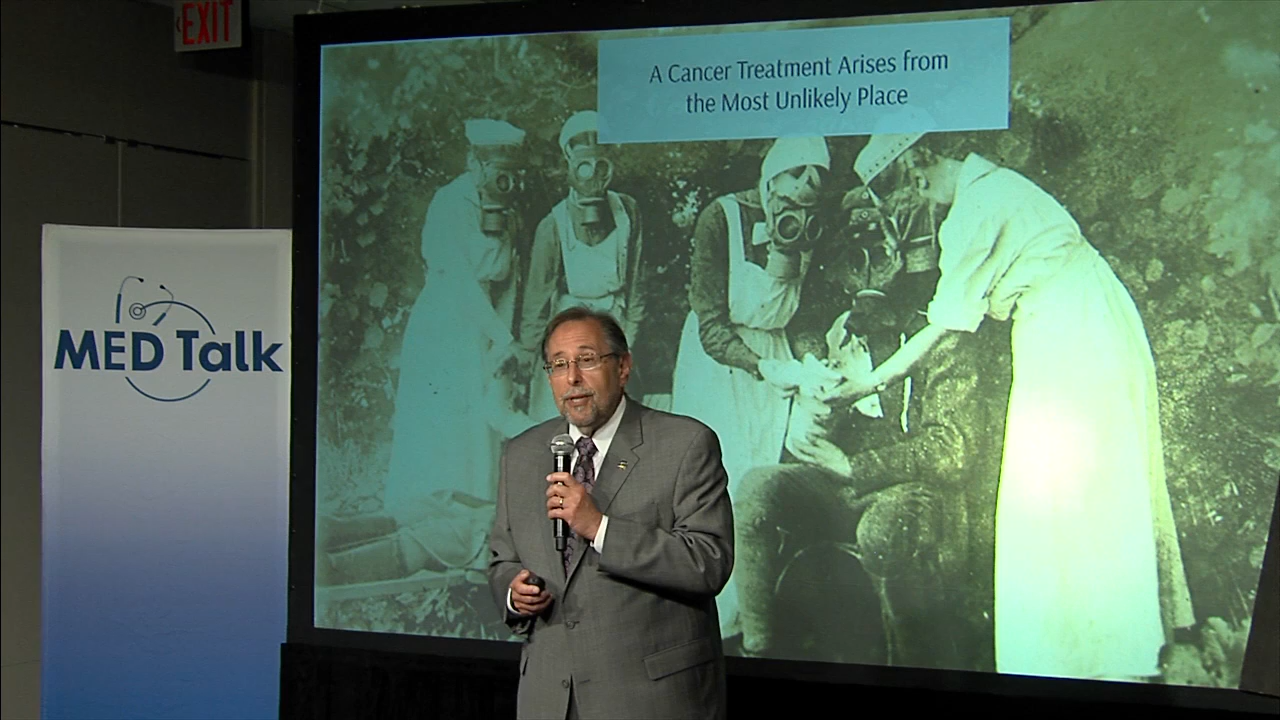 EXIT
A Cancer Treatment Arises from
the Most Unlikely Place
MED Talk